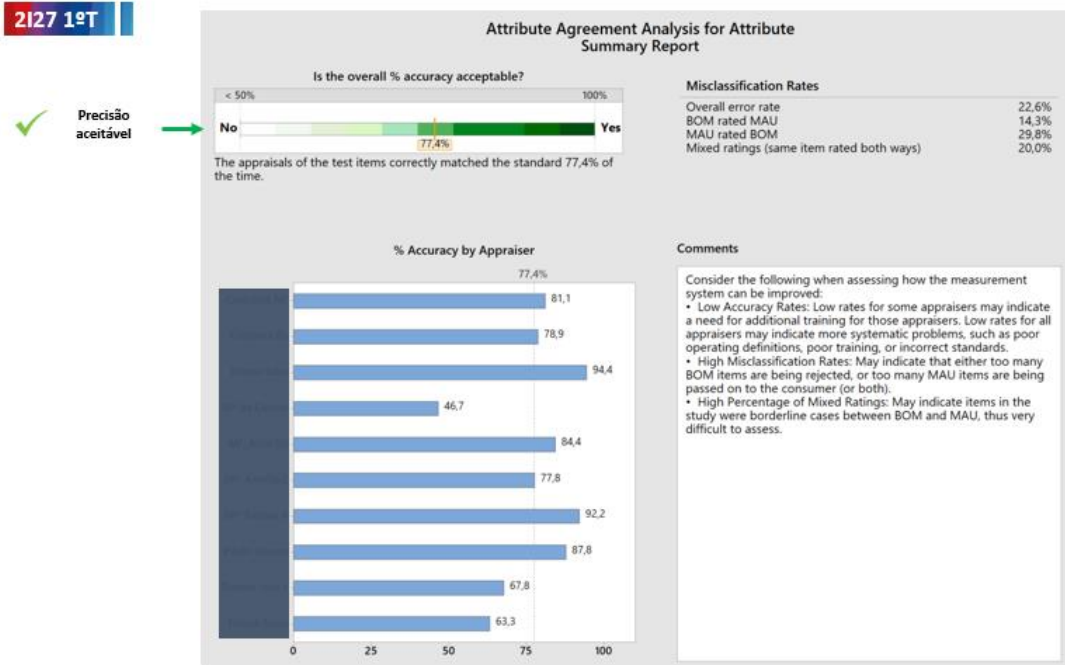 2I27 1ºT
Attribute Agreement Analysis for Attribute
Summary Report
Precisão
aceitável
Is the overall % accuracy acceptable?
< 50%
100%
No
Yes
77,4%
The appraisals of the test items correctly matched the standard 77,4% of
the time.
Misclassification Rates
Overall error rate 22,6%
BOM rated MAU 14,3%
MAU rated BOM 29,8%
Mixed ratings (same item rated both ways) 20,0%
% Accuracy by Appraiser
77,4%
81,1
78,9
94,4
46,7
84,4
77,8
92,2
87,8
67,8
63,3
0 25 50 75 100
Comments
Consider the following when assessing how the measurement
system can be improved:
• Low Accuracy Rates: Low rates for some appraisers may indicate
a need for additional training for those appraisers. Low rates for all
appraisers may indicate more systematic problems, such as poor
operating definitions, poor training, or incorrect standards.
• High Misclassification Rates: May indicate that either too many
BOM items are being rejected, or too many MAU items are being
passed on to the consumer (or both).
• High Percentage of Mixed Ratings: May indicate items in the
study were borderline cases between BOM and MAU, thus very
difficult to assess.